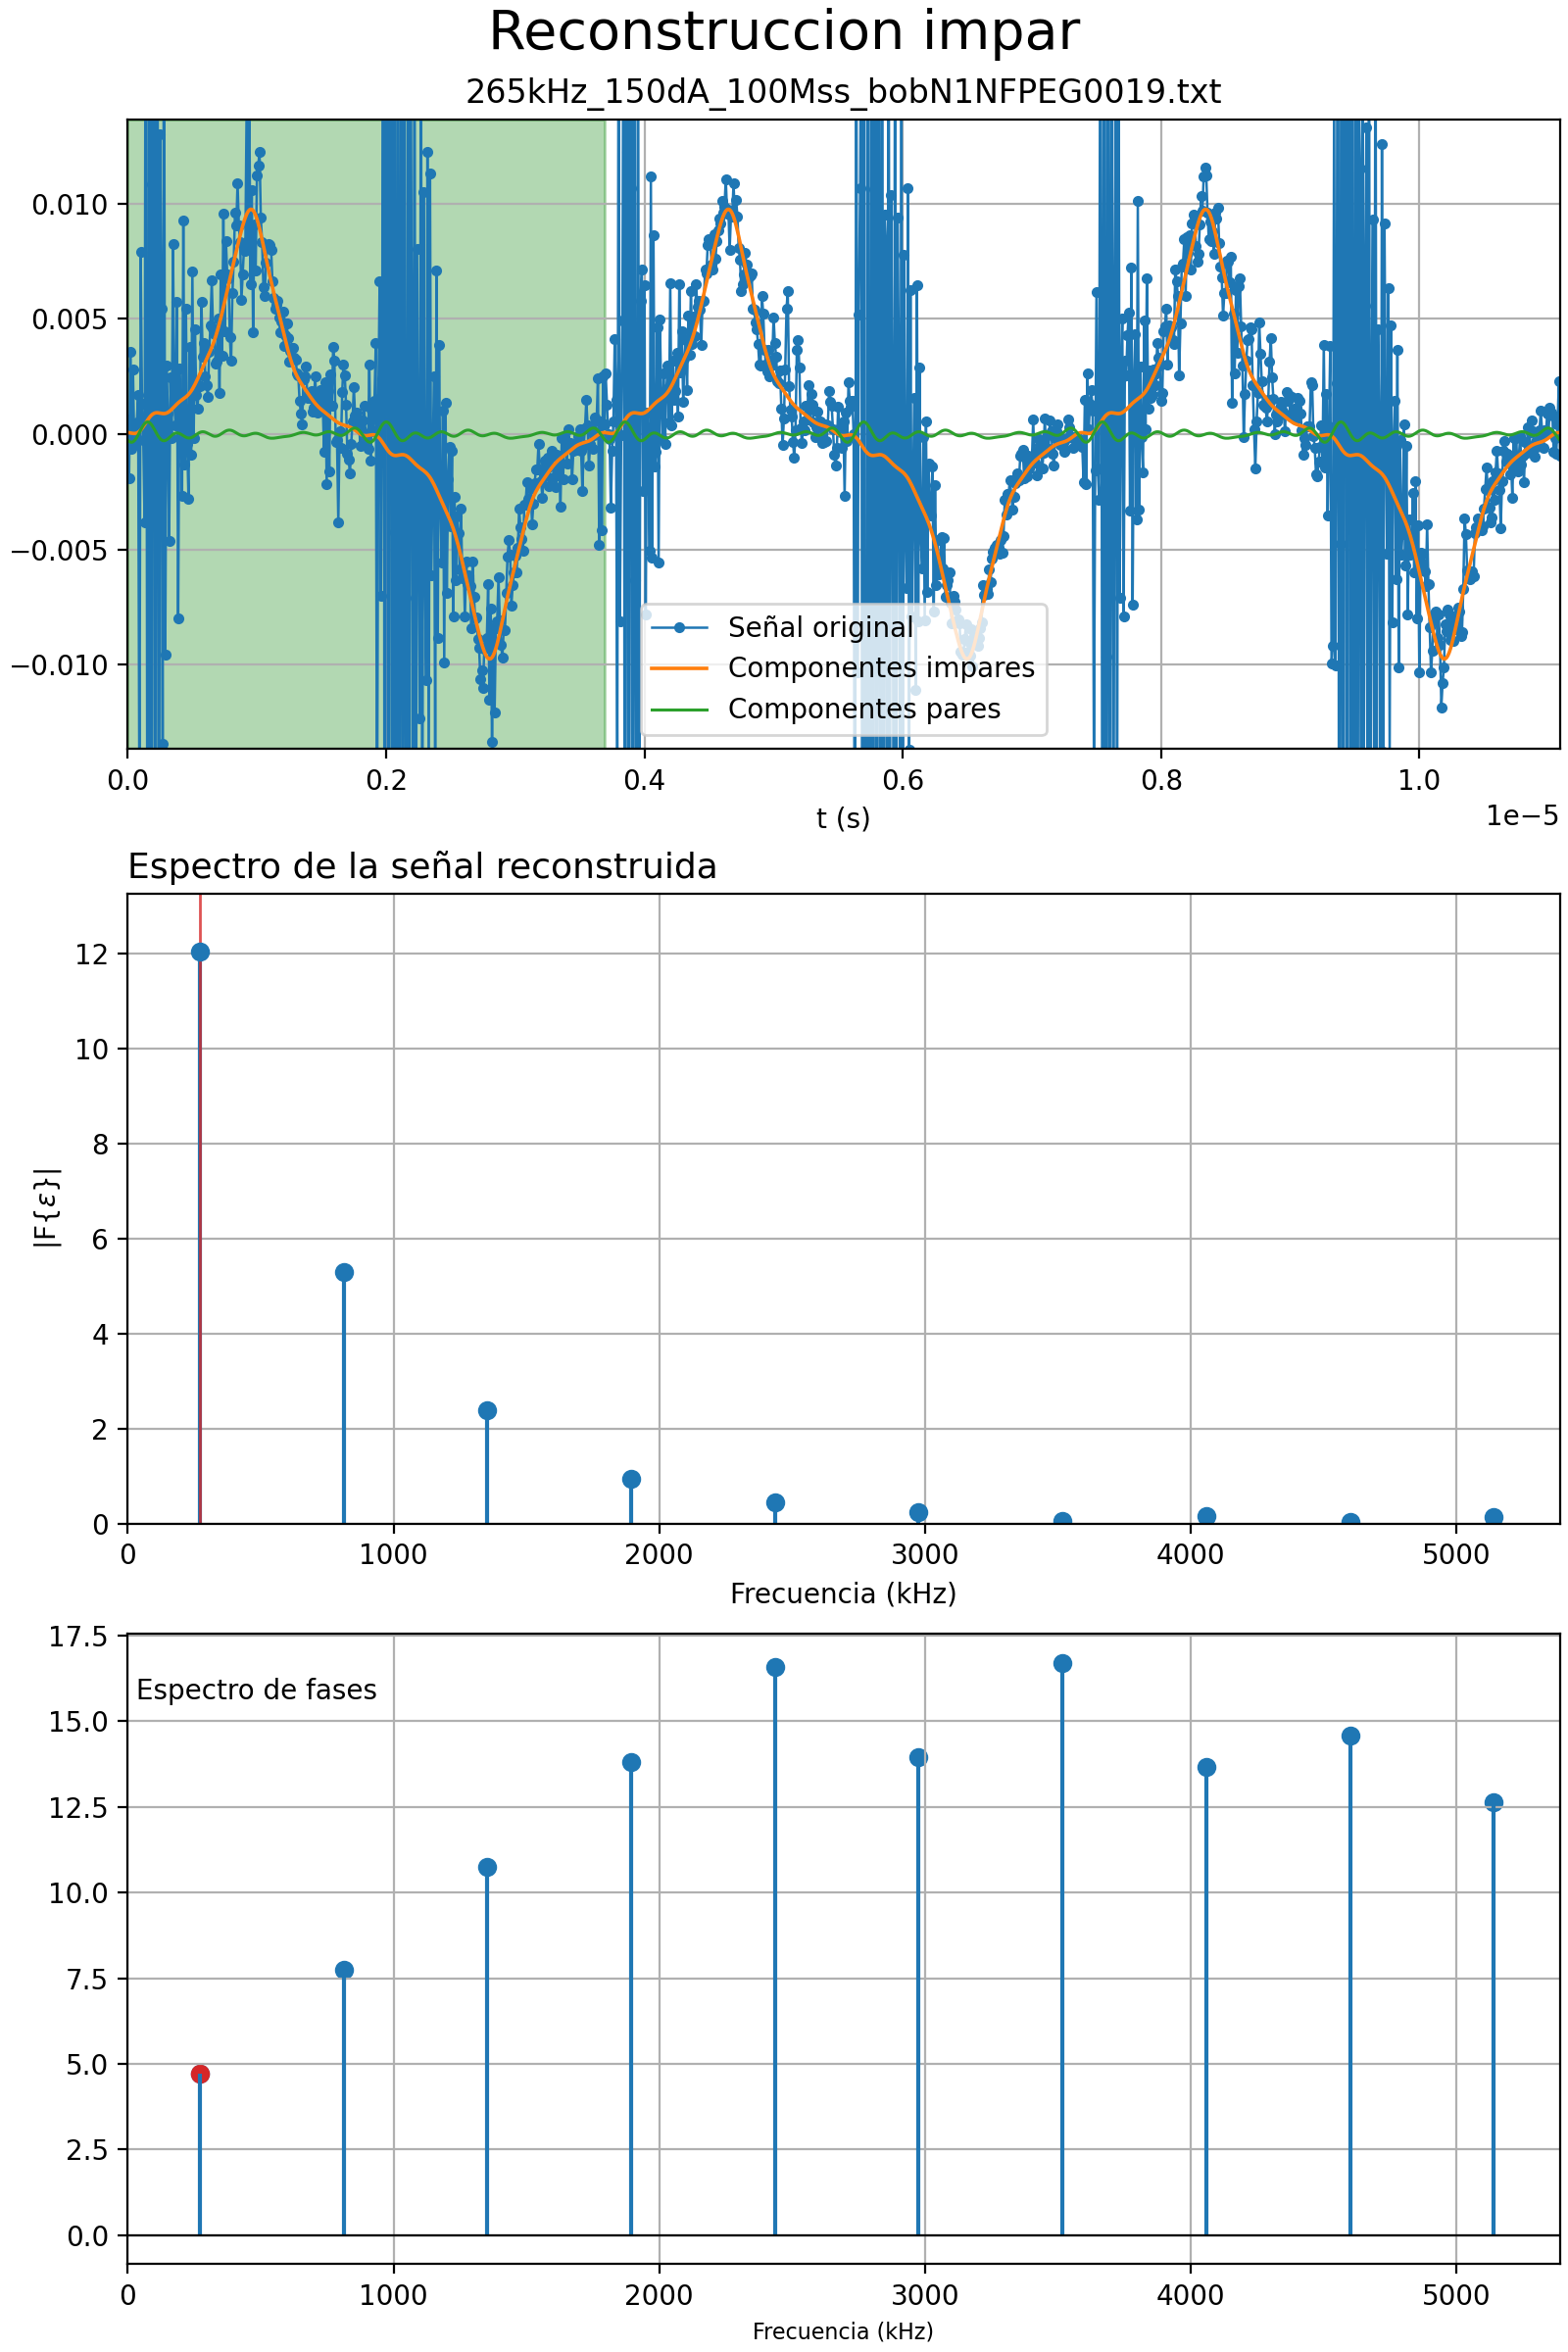 Reconstruccion impar
265kHz_150dA_100Mss_bobN1NFPEG0019.txt
0.010
0.005
0.000
−0.005
−0.010
Señal original
Componentes impares
Componentes pares
0.0 0.2 0.4 0.6 0.8 1.0
1e−5
t (s)
Espectro de la señal reconstruida
12
10
8
6
4
2
0
|F{ε}|
0 1000 2000 3000 4000 5000
Frecuencia (kHz)
17.5
Espectro de fases
15.0
12.5
10.0
7.5
5.0
2.5
0.0
0 1000 2000 3000 4000 5000
Frecuencia (kHz)